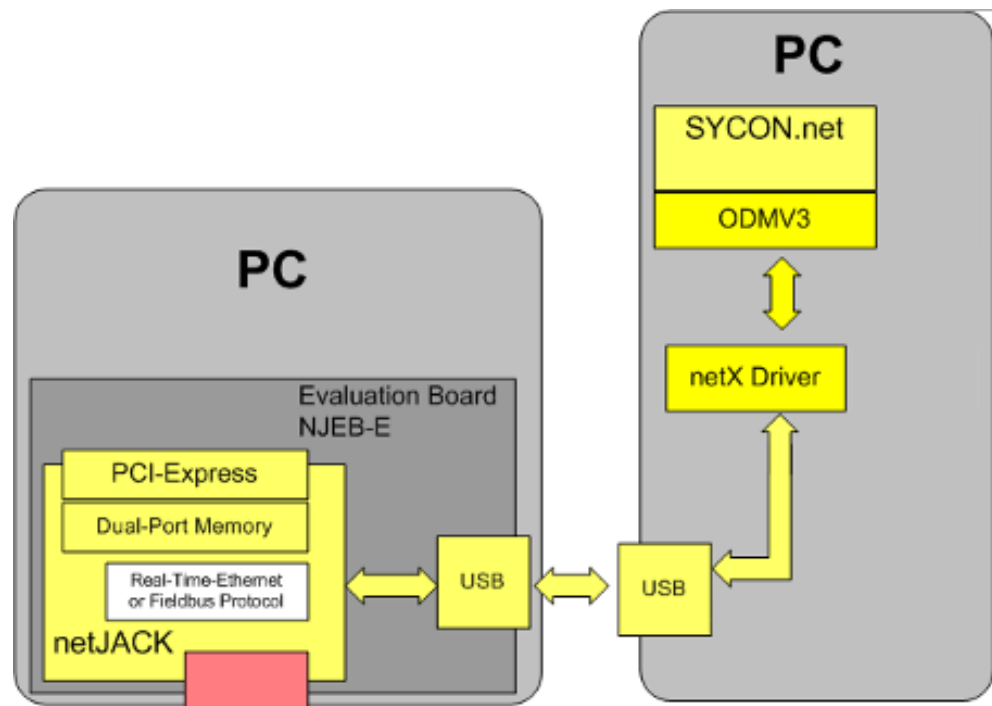 PC
Evaluation Board
NJEB-E
PCI-Express
Dual-Port Memory
Real-Time-Ethernet
or Fieldbus Protocol
netJACK
USB
PC
SYCON.net
ODMV3
netX Driver
USB